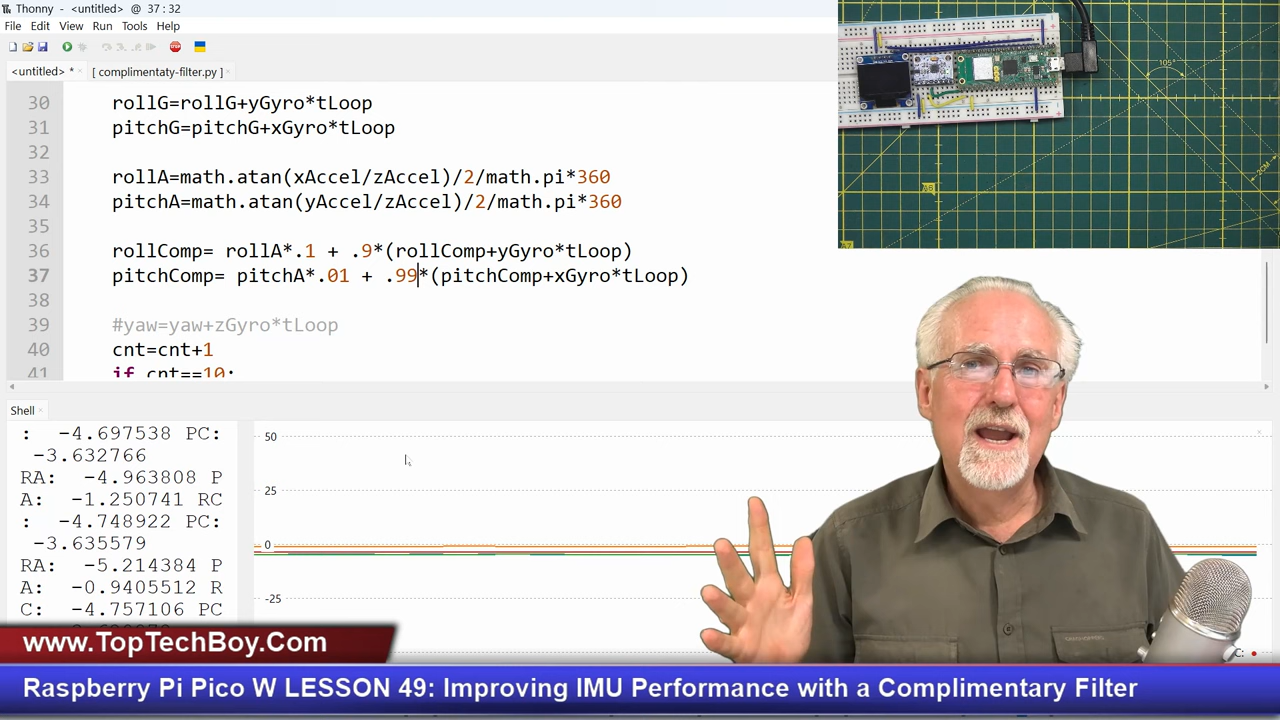 Thonny - <untitled> @ 37 : 32
File Edit View Run Tools Help
<untitled> * × [ complimentaty-filter.py ] ×
30 rollG=rollG+yGyro*tLoop
31 pitchG=pitchG+xGyro*tLoop
32
33 rollA=math.atan(xAccel/zAccel)/2/math.pi*360
34 pitchA=math.atan(yAccel/zAccel)/2/math.pi*360
35
36 rollComp= rollA*.1 + .9*(rollComp+yGyro*tLoop)
37 pitchComp= pitchA*.01 + .99*(pitchComp+xGyro*tLoop)
38
39 #yaw=yaw+zGyro*tLoop
40 cnt=cnt+1
41 if cnt==10:
Shell ×
: -4.697538 PC:
-3.632766
RA: -4.963808 P
A: -1.250741 RC
: -4.748922 PC:
-3.635579
RA: -5.214384 P
A: -0.9405512 R
C: -4.757106 PC
50
25
0
-25
C:
105°
www.TopTechBoy.Com
Raspberry Pi Pico W LESSON 49: Improving IMU Performance with a Complimentary Filter